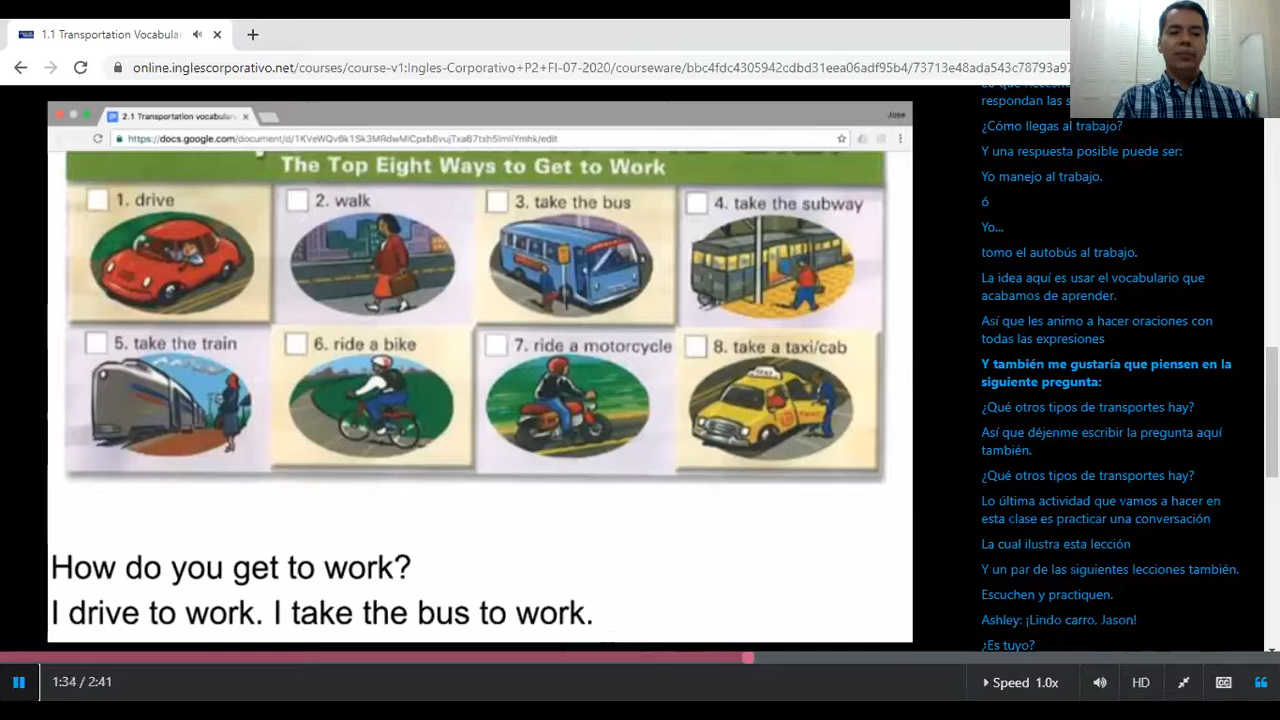 1.1 Transportation Vocabular
online.inglescorporativo.net/courses/course-v1:Ingles-Corporativo+P2+FI-07-2020/courseware/bbc4fdc4305942cdbd31eea06adf95b4/73713e48ada543c78793a97
2.1 Transportation vocabular
Jose
https://docs.google.com/document/d/
/edit
The Top Eight Ways to Get to Work
1. drive
2. walk
3. take the bus
4. take the subway
5. take the train
6. ride a bike
7. ride a motorcycle
8. take a taxi/cab
TAXI
How do you get to work?
I drive to work. I take the bus to work.
respondan las
¿Cómo llegas al trabajo?
Y una respuesta posible puede ser:
Yo manejo al trabajo.
ó
Yo...
tomo el autobús al trabajo.
La idea aquí es usar el vocabulario que
acabamos de aprender.
Así que les animo a hacer oraciones con
todas las expresiones
Y también me gustaría que piensen en la
siguiente pregunta:
¿Qué otros tipos de transportes hay?
Así que déjenme escribir la pregunta aquí
también.
¿Qué otros tipos de transportes hay?
Lo última actividad que vamos a hacer en
esta clase es practicar una conversación
La cual ilustra esta lección
Y un par de las siguientes lecciones también.
Escuchen y practiquen.
Ashley: ¡Lindo carro, Jason!
¿Es tuyo?
1:34 / 2:41
Speed 1.0x
HD
CC